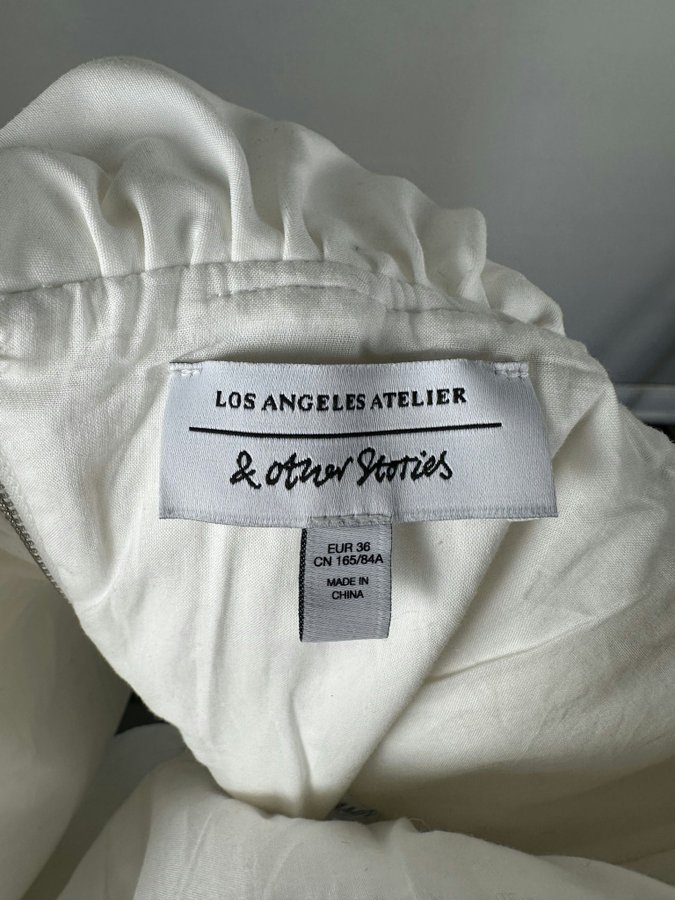 LOS ANGELES ATELIER
& other Stories
EUR 36
CN 165/84A
MADE IN
CHINA